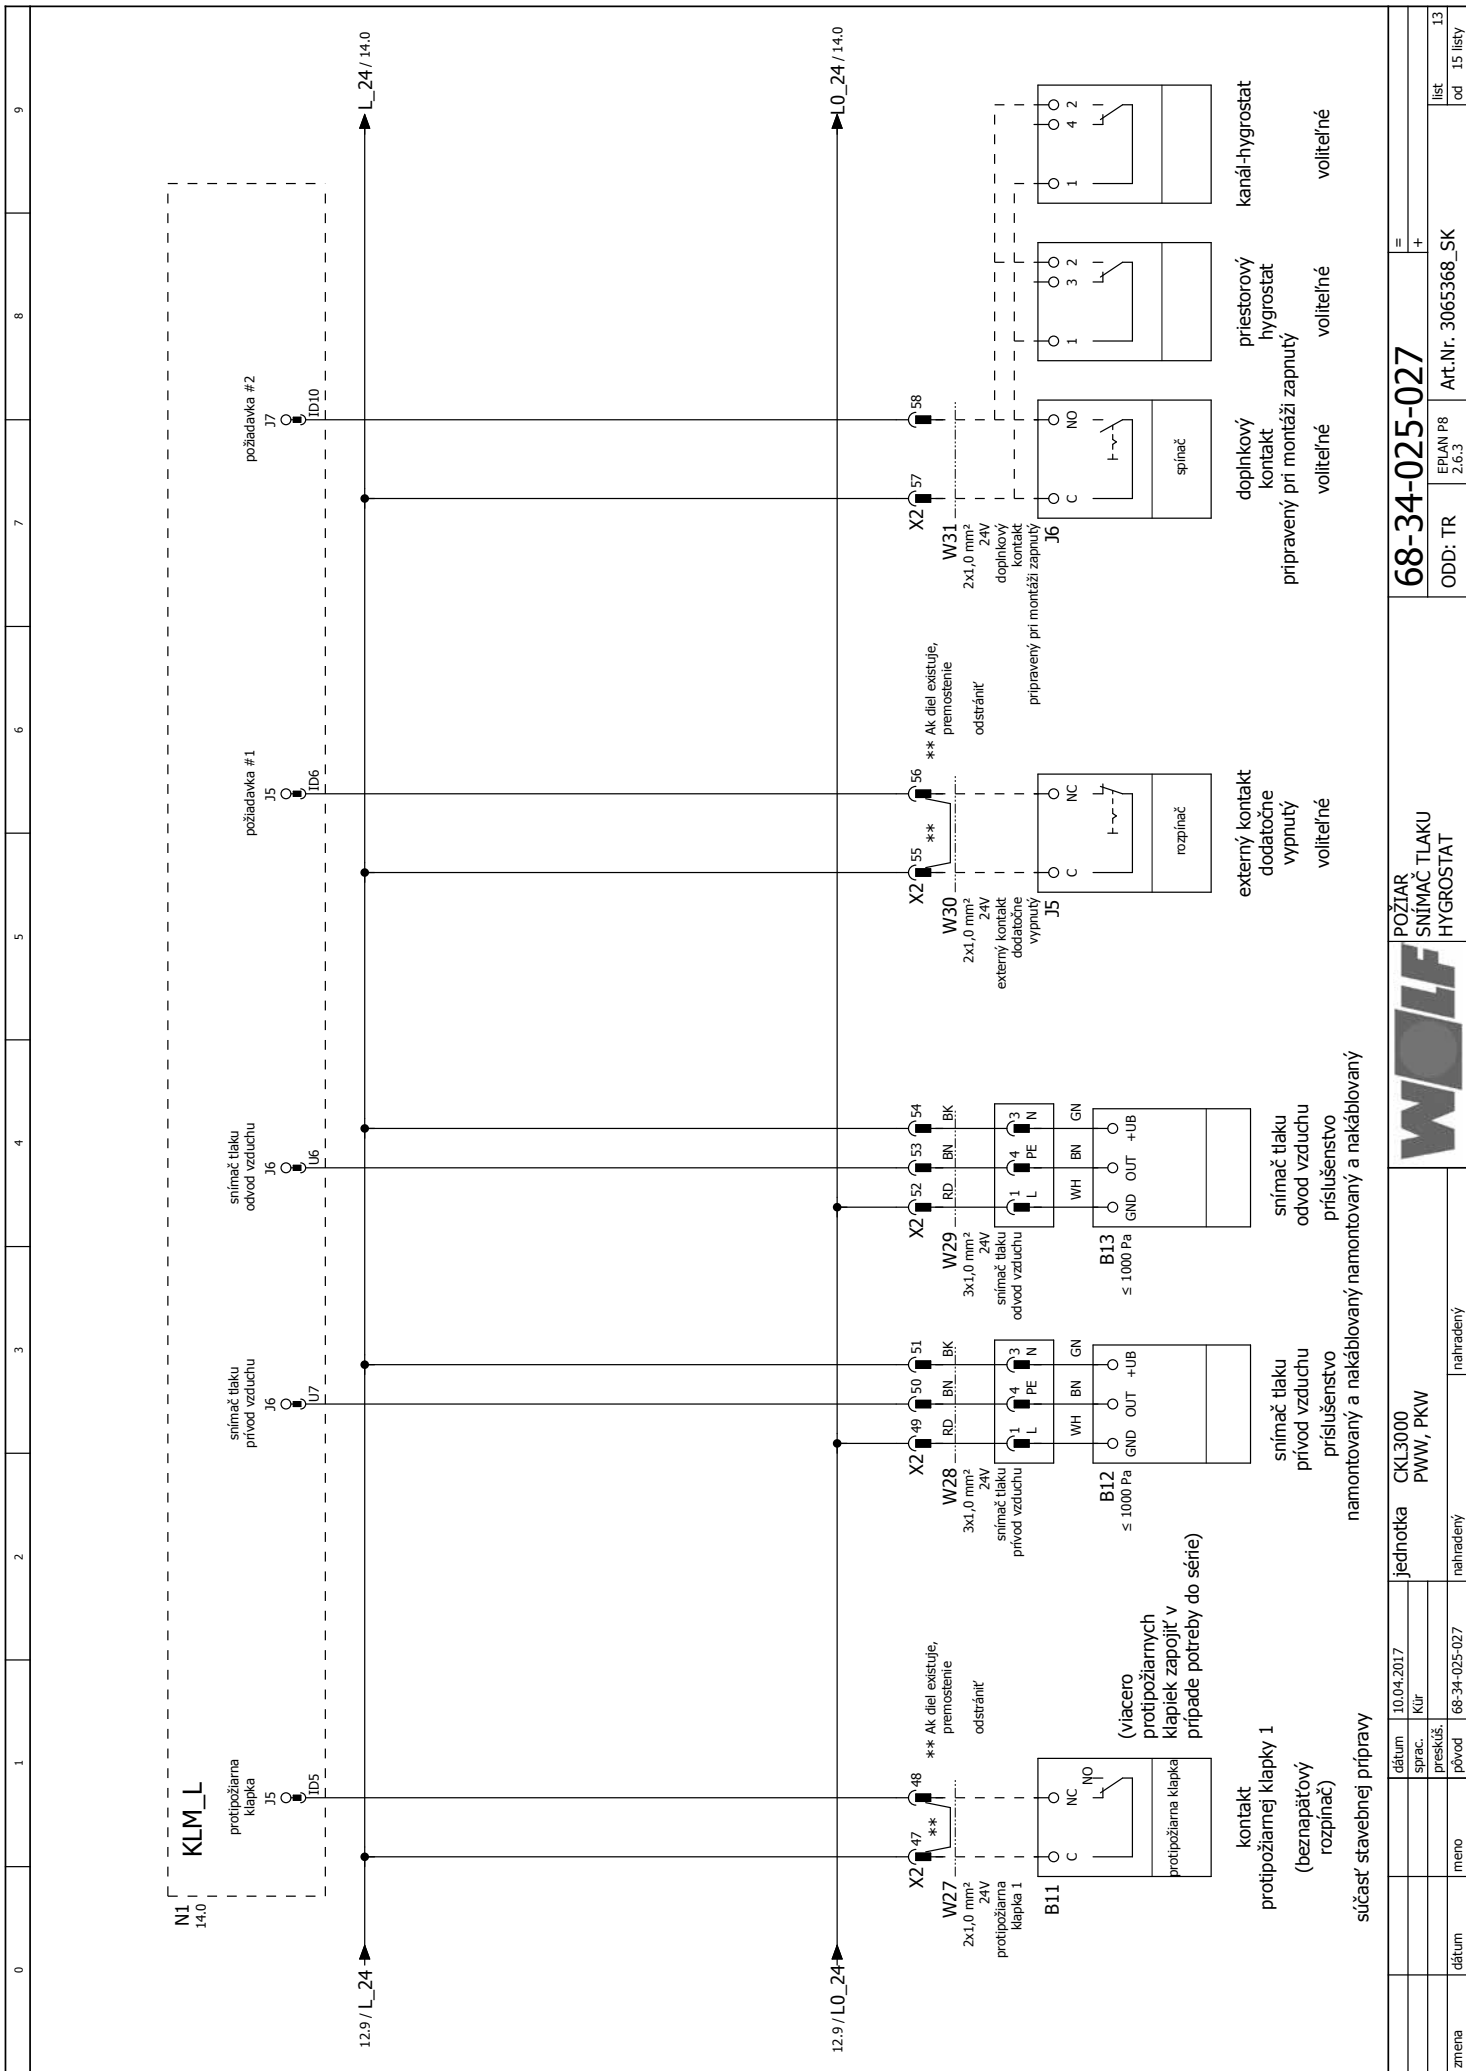 0 1 2 3 4 5 6 7 8 9
N1
14.0
KLM_L
protipožiarna
klapka
J5
ID5
snímač tlaku
prívod vzduchu
J6
U7
snímač tlaku
odvod vzduchu
J6
U6
požiadavka #1
J5
ID6
požiadavka #2
J7
ID10
12.9 / L_24
L_24 / 14.0
12.9 / L0_24
L0_24 / 14.0
X2 47 48
**
** Ak diel existuje,
premostenie
odstrániť
W27
2x1,0 mm²
24V
protipožiarna
klapka 1
B11
C NC NO
protipožiarna klapka
(viacero
protipožiarnych
klapiek zapojiť v
prípade potreby do série)
kontakt
protipožiarnej klapky 1
(beznapäťový
rozpínač)
súčasť stavebnej prípravy
X2 49 50 51
RD BN BK
W28
3x1,0 mm²
24V
snímač tlaku
prívod vzduchu
1 4 3
L PE N
WH BN GN
B12
≤ 1000 Pa
GND OUT +UB
snímač tlaku
prívod vzduchu
príslušenstvo
namontovaný a nakáblovaný
X2 52 53 54
RD BN BK
W29
3x1,0 mm²
24V
snímač tlaku
odvod vzduchu
1 4 3
L PE N
WH BN GN
B13
≤ 1000 Pa
GND OUT +UB
snímač tlaku
odvod vzduchu
príslušenstvo
namontovaný a nakáblovaný
X2 55 56
**
** Ak diel existuje,
premostenie
odstrániť
W30
2x1,0 mm²
24V
externý kontakt
dodatočne
vypnutý
J5
C NC
rozpínač
externý kontakt
dodatočne
vypnutý
voliteľné
X2 57 58
W31
2x1,0 mm²
24V
doplnkový
kontakt
pripravený pri montáži zapnutý
J6
C NO
spínač
doplnkový
kontakt
pripravený pri montáži zapnutý
voliteľné
1 3 2
priestorový
hygrostat
voliteľné
1 4 2
kanál-hygrostat
voliteľné
zmena dátum meno
dátum 10.04.2017
sprac. Kür
preskúš.
pôvod 68-34-025-027
jednotka CKL3000
PWW, PKW
nahradený nahradený
WOLF
POŽIAR
SNÍMAČ TLAKU
HYGROSTAT
68-34-025-027
=
+
ODD: TR
EPLAN P8
2.6.3
Art.Nr. 3065368_SK
list 13
od 15 listy